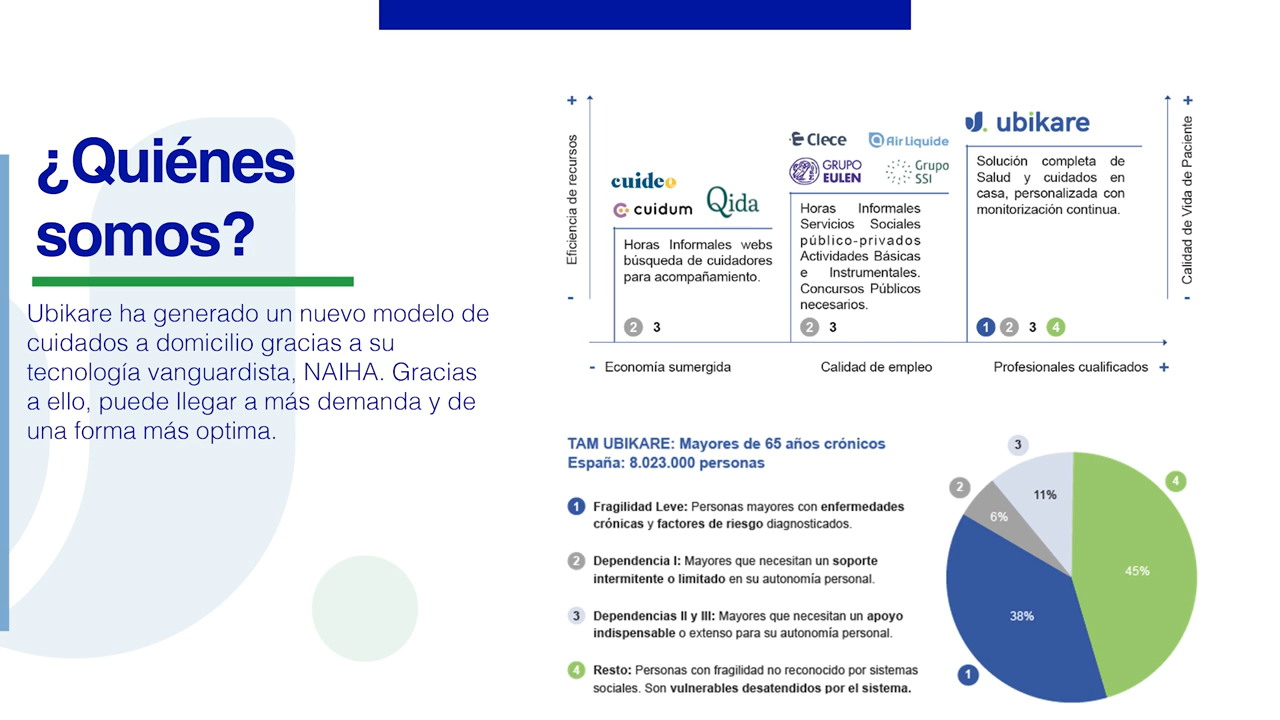 ¿Quiénes
somos?
Ubikare ha generado un nuevo modelo de
cuidados a domicilio gracias a su
tecnología vanguardista, NAIHA. Gracias
a ello, puede llegar a más demanda y de
una forma más optima.
+
Eficiencia de recursos
-
cuideo
cuidum
Qida
Horas Informales webs
búsqueda de cuidadores
para acompañamiento.
2 3
Clece
Air Liquide
GRUPO
EULEN
Grupo
SSI
Horas Informales
Servicios Sociales
público-privados
Actividades Básicas
e Instrumentales.
Concursos Públicos
necesarios.
2 3
ubikare
Solución completa de
Salud y cuidados en
casa, personalizada con
monitorización continua.
1 2 3 4
+
Calidad de Vida de Paciente
-
- Economía sumergida
Calidad de empleo
Profesionales cualificados +
TAM UBIKARE: Mayores de 65 años crónicos
España: 8.023.000 personas
1 Fragilidad Leve: Personas mayores con enfermedades
crónicas y factores de riesgo diagnosticados.
2 Dependencia I: Mayores que necesitan un soporte
intermitente o limitado en su autonomía personal.
3 Dependencias II y III: Mayores que necesitan un apoyo
indispensable o extenso para su autonomía personal.
4 Resto: Personas con fragilidad no reconocido por sistemas
sociales. Son vulnerables desatendidos por el sistema.
3
4
2
11%
6%
45%
38%
1